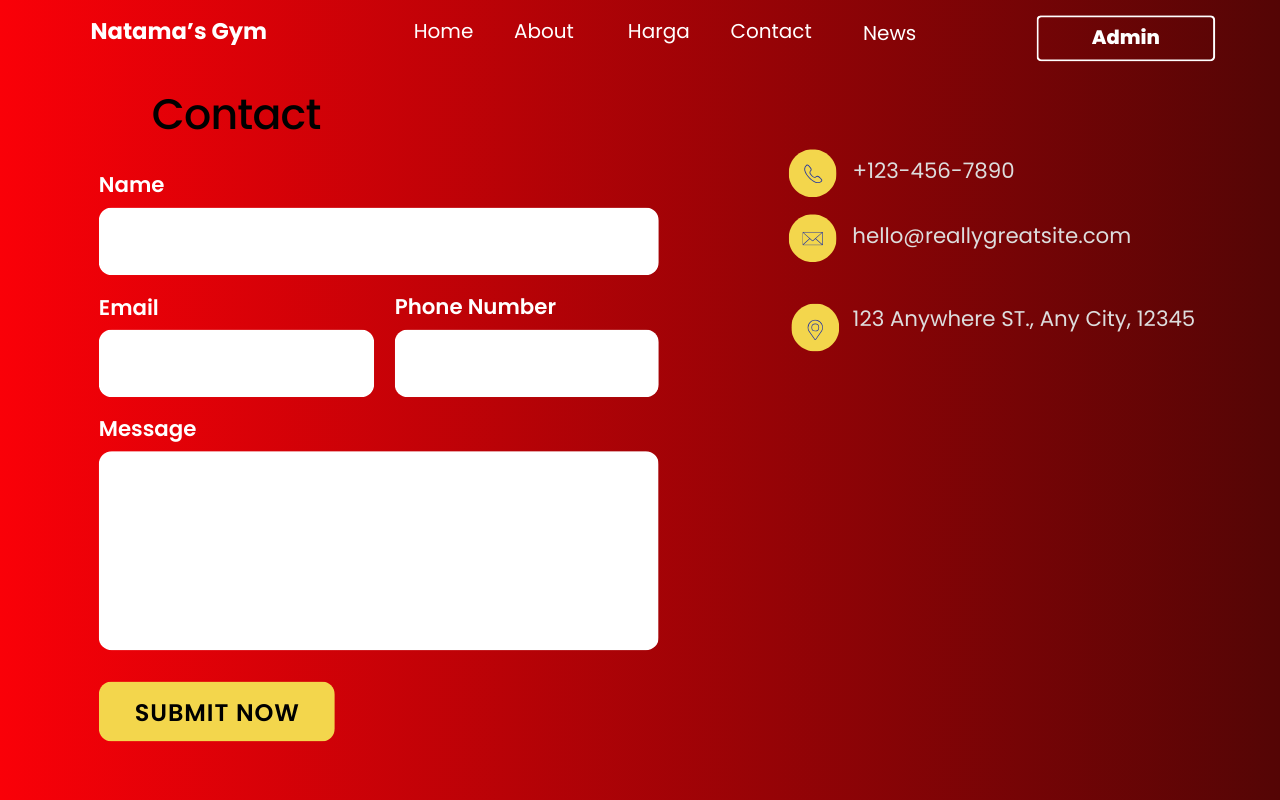 Natama’s Gym
Home
About
Harga
Contact
News
Admin
Contact
Name
Email
Phone Number
Message
SUBMIT NOW
+123-456-7890
hello@reallygreatsite.com
123 Anywhere ST., Any City, 12345